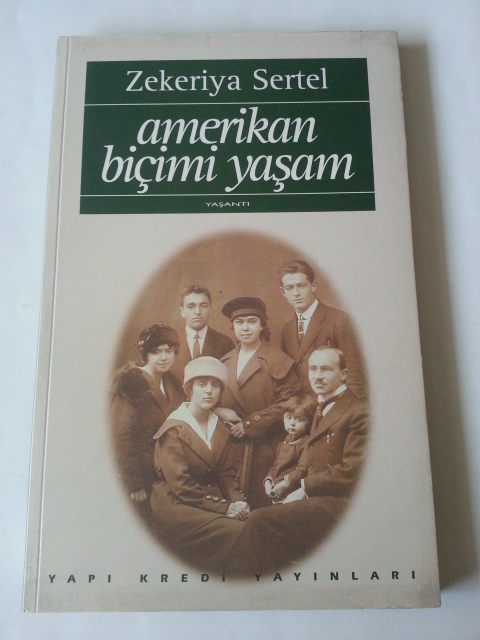 Zekeriya Sertel
amerikan
biçimi yaşam
YAŞANTI
YAPI KREDİ YAYINLARI